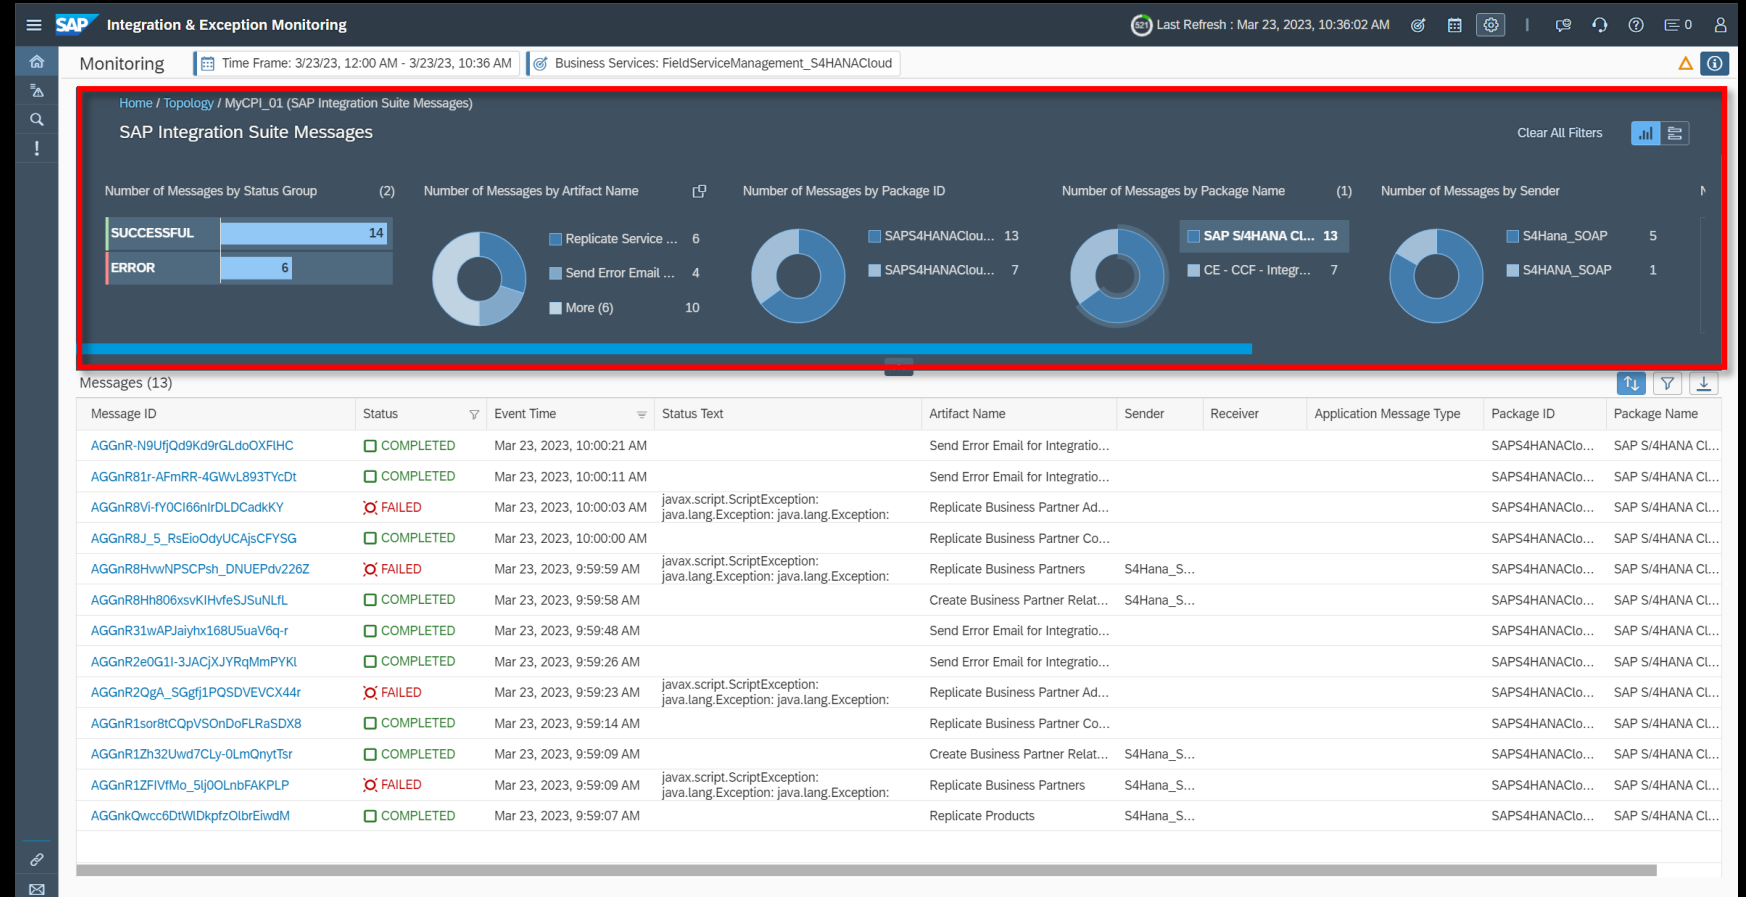 SAP Integration & Exception Monitoring
521 Last Refresh : Mar 23, 2023, 10:36:02 AM
0
Monitoring
Time Frame: 3/23/23, 12:00 AM - 3/23/23, 10:36 AM
Business Services: FieldServiceManagement_S4HANACloud
Home / Topology / MyCPI_01 (SAP Integration Suite Messages)
SAP Integration Suite Messages
Clear All Filters
Number of Messages by Status Group (2)
SUCCESSFUL 14
ERROR 6
Number of Messages by Artifact Name
Replicate Service ... 6
Send Error Email ... 4
More (6) 10
Number of Messages by Package ID
SAPS4HANAClou... 13
SAPS4HANAClou... 7
Number of Messages by Package Name (1)
SAP S/4HANA Cl... 13
CE - CCF - Integr... 7
Number of Messages by Sender
S4Hana_SOAP 5
S4HANA_SOAP 1
Messages (13)
Message ID Status Event Time Status Text Artifact Name Sender Receiver Application Message Type Package ID Package Name
AGGnR-N9UfjQd9Kd9rGLdoOXFlHC COMPLETED Mar 23, 2023, 10:00:21 AM Send Error Email for Integratio... SAPS4HANAClo... SAP S/4HANA Cl...
AGGnR81r-AFmRR-4GWvL893TYcDt COMPLETED Mar 23, 2023, 10:00:11 AM Send Error Email for Integratio... SAPS4HANAClo... SAP S/4HANA Cl...
AGGnR8Vi-fY0CI66nIrDLDCadkKY FAILED Mar 23, 2023, 10:00:03 AM javax.script.ScriptException: java.lang.Exception: java.lang.Exception: Replicate Business Partner Ad... SAPS4HANAClo... SAP S/4HANA Cl...
AGGnR8J_5_RsEioOdyUCAjsCFYSG COMPLETED Mar 23, 2023, 10:00:00 AM Replicate Business Partner Co... SAPS4HANAClo... SAP S/4HANA Cl...
AGGnR8HvwNPSCPsh_DNUEPdv226Z FAILED Mar 23, 2023, 9:59:59 AM javax.script.ScriptException: java.lang.Exception: java.lang.Exception: Replicate Business Partners S4Hana_S... SAPS4HANAClo... SAP S/4HANA Cl...
AGGnR8Hh806xsvKIHvfeSJSuNLfL COMPLETED Mar 23, 2023, 9:59:58 AM Create Business Partner Relat... S4Hana_S... SAPS4HANAClo... SAP S/4HANA Cl...
AGGnR31wAPJaiyhx168U5uaV6q-r COMPLETED Mar 23, 2023, 9:59:48 AM Send Error Email for Integratio... SAPS4HANAClo... SAP S/4HANA Cl...
AGGnR2e0G1I-3JACjXJYRqMmPYKl COMPLETED Mar 23, 2023, 9:59:26 AM Send Error Email for Integratio... SAPS4HANAClo... SAP S/4HANA Cl...
AGGnR2QgA_SGgfj1PQSDVEVCX44r FAILED Mar 23, 2023, 9:59:23 AM javax.script.ScriptException: java.lang.Exception: java.lang.Exception: Replicate Business Partner Ad... SAPS4HANAClo... SAP S/4HANA Cl...
AGGnR1sor8tCQpVSOnDoFLRaSDX8 COMPLETED Mar 23, 2023, 9:59:14 AM Replicate Business Partner Co... SAPS4HANAClo... SAP S/4HANA Cl...
AGGnR1Zh32Uwd7CLy-0LmQnytTsr COMPLETED Mar 23, 2023, 9:59:09 AM Create Business Partner Relat... S4Hana_S... SAPS4HANAClo... SAP S/4HANA Cl...
AGGnR1ZFIVfMo_5lj0OLnbFAKPLP FAILED Mar 23, 2023, 9:59:09 AM javax.script.ScriptException: java.lang.Exception: java.lang.Exception: Replicate Business Partners S4Hana_S... SAPS4HANAClo... SAP S/4HANA Cl...
AGGnkQwcc6DtWlDkpfzOlbrEiwdM COMPLETED Mar 23, 2023, 9:59:07 AM Replicate Products S4Hana_S... SAPS4HANAClo... SAP S/4HANA Cl...